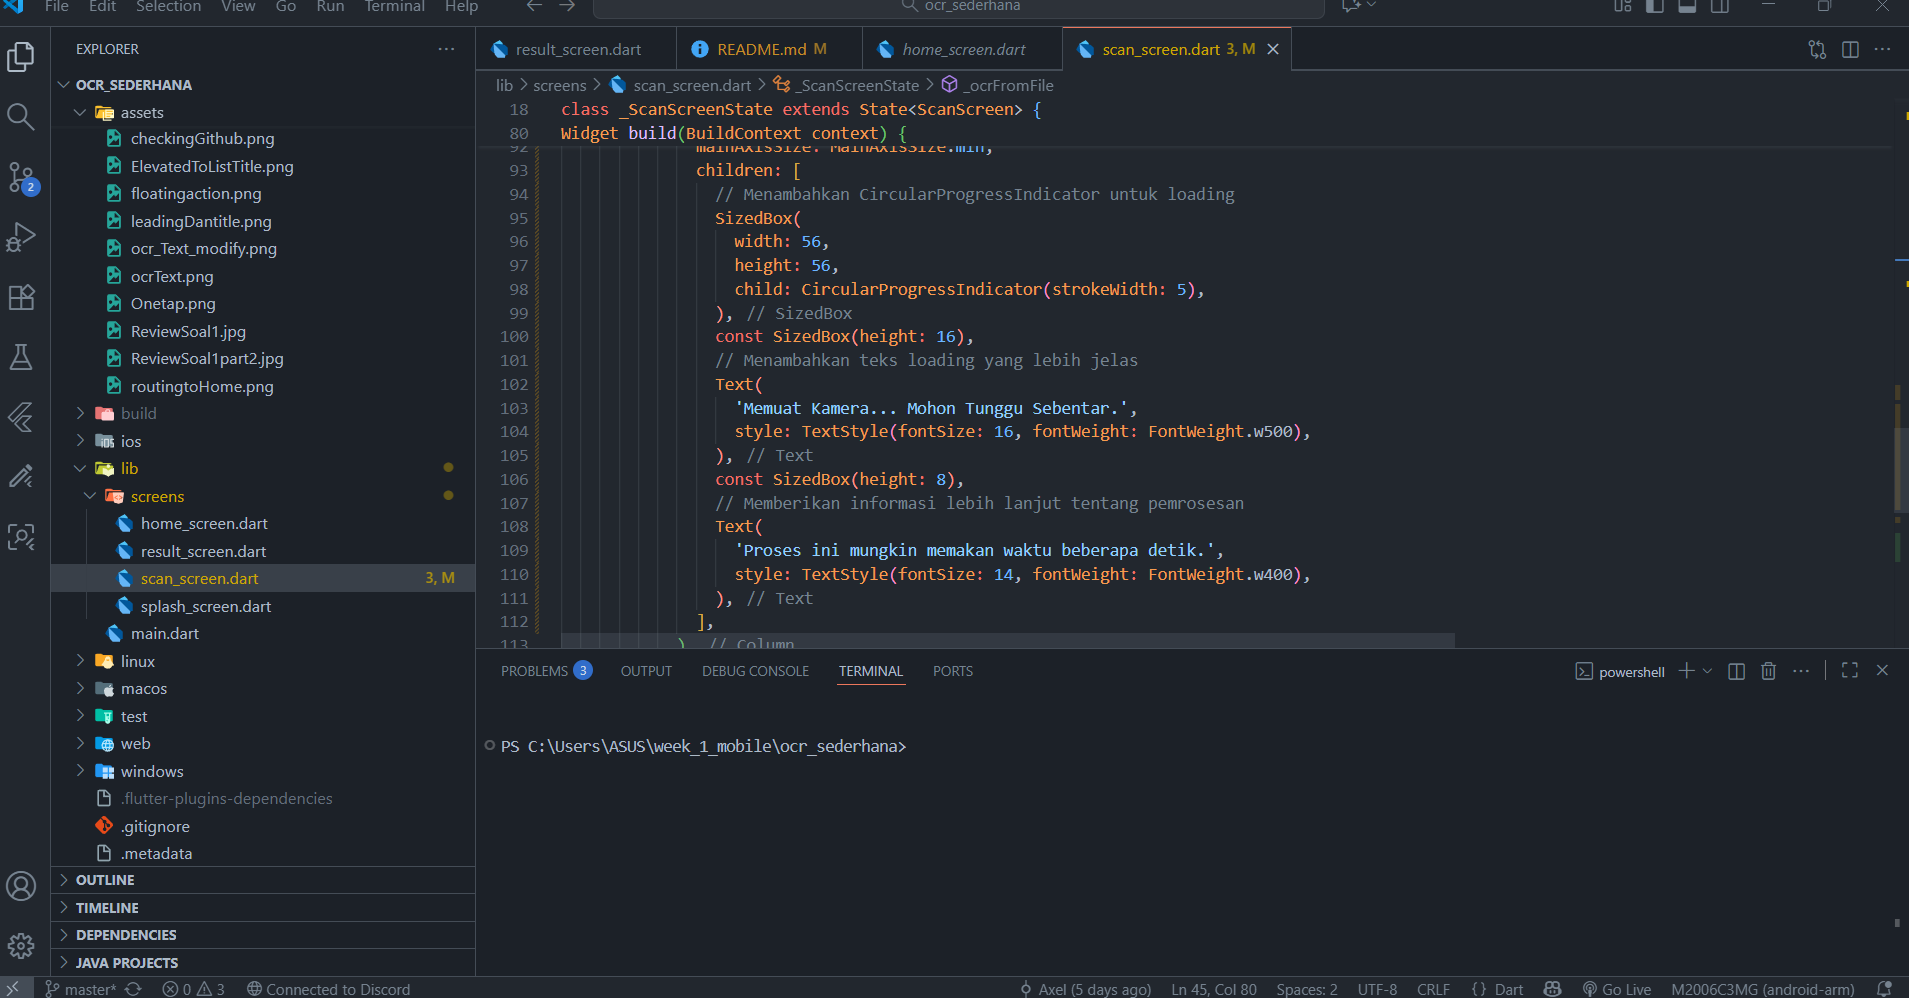 File Edit Selection View Go Run Terminal Help
ocr_sederhana
EXPLORER
OCR_SEDERHANA
assets
checkingGithub.png
ElevatedToListTitle.png
floatingaction.png
leadingDantitle.png
ocr_Text_modify.png
ocrText.png
Onetap.png
ReviewSoal1.jpg
ReviewSoal1part2.jpg
routingtoHome.png
build
ios
lib
screens
home_screen.dart
result_screen.dart
scan_screen.dart 3, M
splash_screen.dart
main.dart
linux
macos
test
web
windows
.flutter-plugins-dependencies
.gitignore
.metadata
OUTLINE
TIMELINE
DEPENDENCIES
JAVA PROJECTS
2
result_screen.dart README.md M home_screen.dart scan_screen.dart 3, M
lib > screens > scan_screen.dart > _ScanScreenState > _ocrFromFile
18 class _ScanScreenState extends State<ScanScreen> {
80 Widget build(BuildContext context) {
92 mainAxisSize: MainAxisSize.min,
93 children: [
94 // Menambahkan CircularProgressIndicator untuk loading
95 SizedBox(
96 width: 56,
97 height: 56,
98 child: CircularProgressIndicator(strokeWidth: 5),
99 ), // SizedBox
100 const SizedBox(height: 16),
101 // Menambahkan teks loading yang lebih jelas
102 Text(
103 'Memuat Kamera... Mohon Tunggu Sebentar.',
104 style: TextStyle(fontSize: 16, fontWeight: FontWeight.w500),
105 ), // Text
106 const SizedBox(height: 8),
107 // Memberikan informasi lebih lanjut tentang pemrosesan
108 Text(
109 'Proses ini mungkin memakan waktu beberapa detik.',
110 style: TextStyle(fontSize: 14, fontWeight: FontWeight.w400),
111 ), // Text
112 ],
113 ) // Column
PROBLEMS 3 OUTPUT DEBUG CONSOLE TERMINAL PORTS
powershell
PS C:\Users\ASUS\week_1_mobile\ocr_sederhana>
master* 0 3 Connected to Discord
Axel (5 days ago) Ln 45, Col 80 Spaces: 2 UTF-8 CRLF {} Dart Go Live M2006C3MG (android-arm)